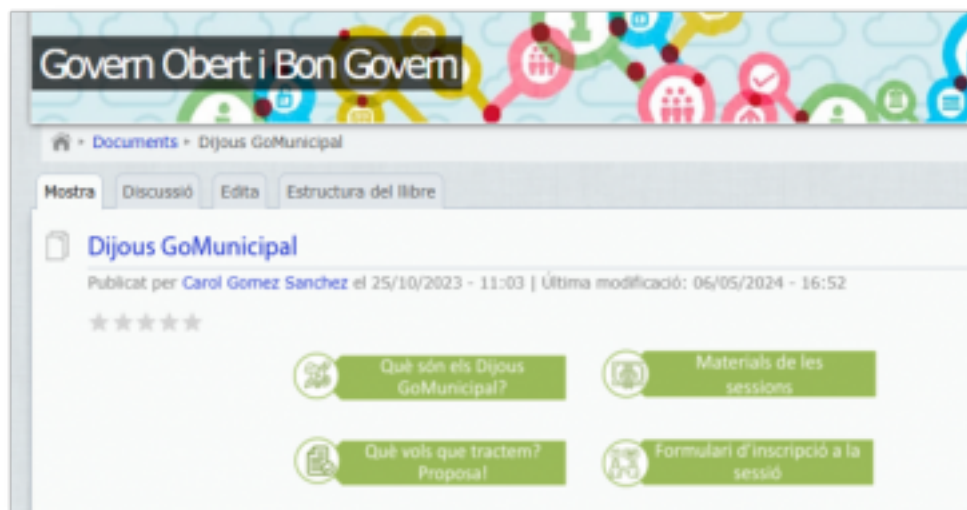 Govern Obert i Bon Govern
Documents Dijous GoMunicipal
Mostra Discussió Edita Estructura del llibre
Dijous GoMunicipal
Publicat per Carol Gomez Sanchez el 25/10/2023 - 11:03 | Última modificació: 06/05/2024 - 16:52
Què són els Dijous
GoMunicipal?
Materials de les
sessions
Què vols que tractem?
Proposa!
Formulari d'inscripció a la
sessió